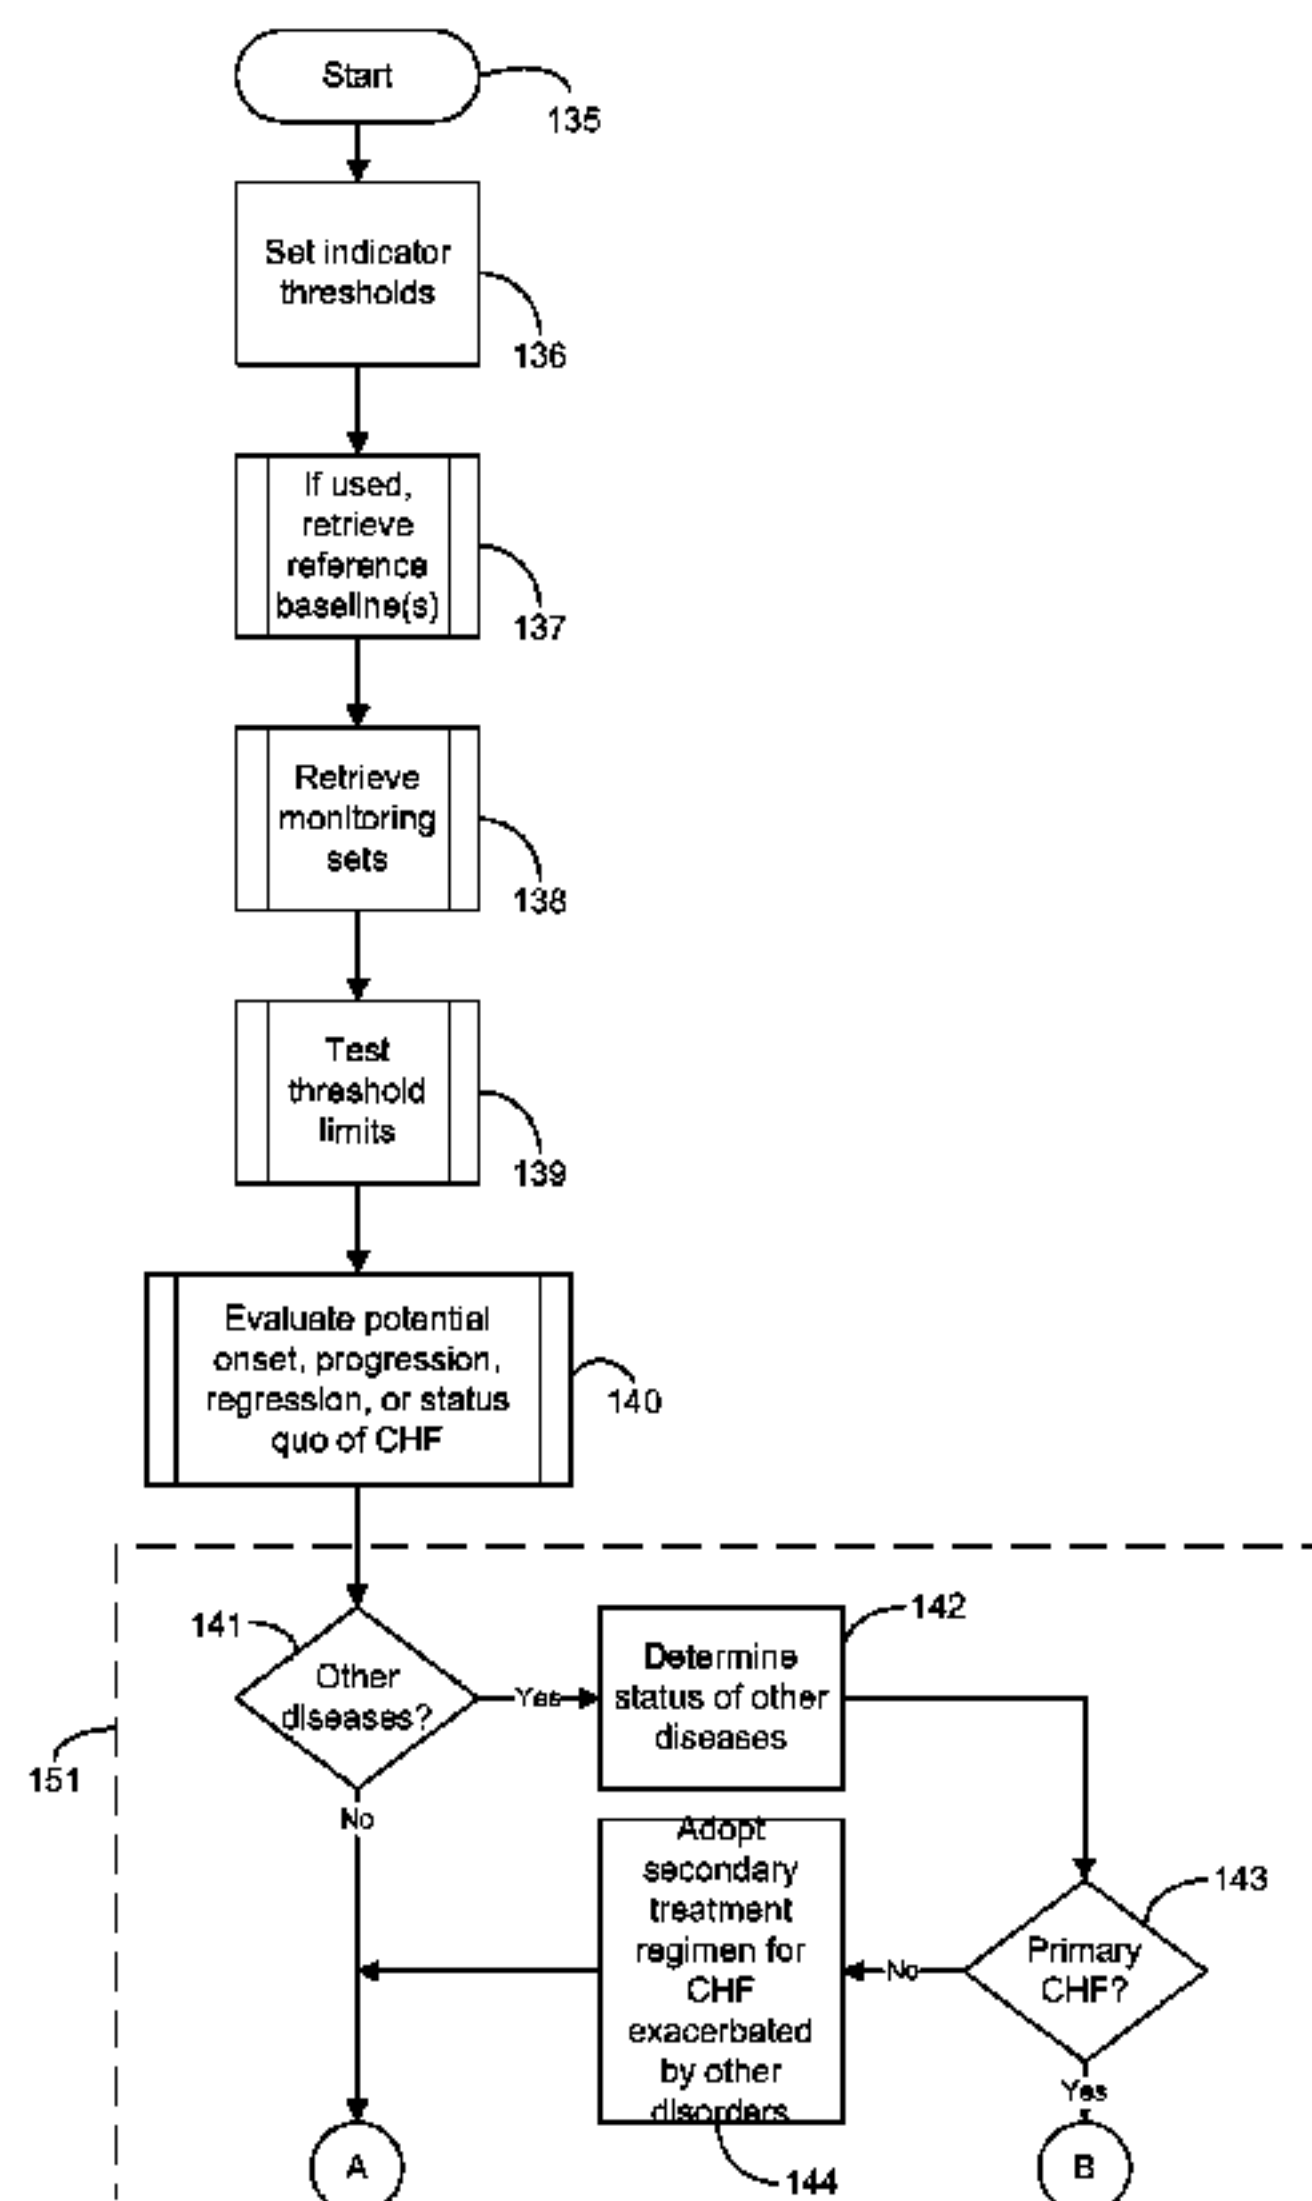 Start
135
Set indicator
thresholds
136
If used,
retrieve
reference
baseline(s)
137
Retrieve
monitoring
sets
138
Test
threshold
limits
139
Evaluate potential
onset, progression,
regression, or status
quo of CHF
140
141
Other
diseases?
Yes
Determine
status of other
diseases
142
151
No
Adopt
secondary
treatment
regimen for
CHF
exacerbated
by other
disorders
144
No
Primary
CHF?
143
Yes
A
B